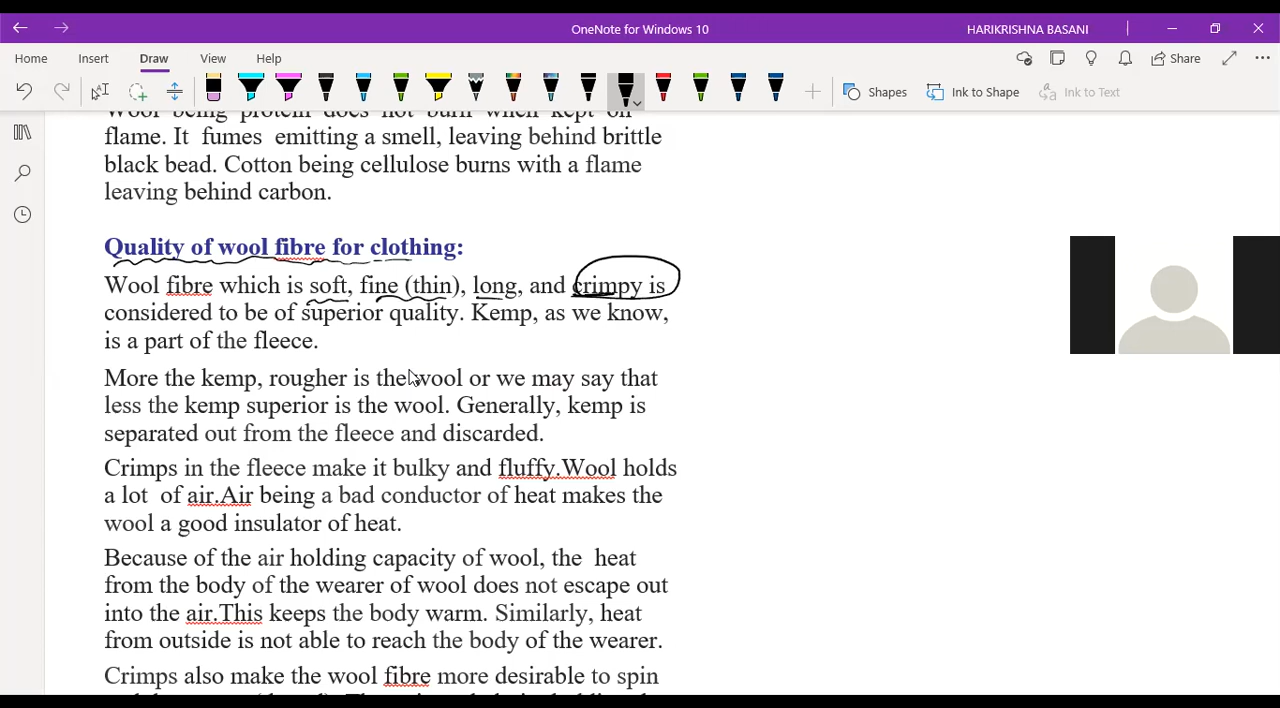 OneNote for Windows 10
HARIKRISHNA BASANI
Home Insert Draw View Help
Share
Shapes Ink to Shape Ink to Text
Wool being protein does not burn when kept on
flame. It fumes emitting a smell, leaving behind brittle
black bead. Cotton being cellulose burns with a flame
leaving behind carbon.
Quality of wool fibre for clothing:
Wool fibre which is soft, fine (thin), long, and crimpy is
considered to be of superior quality. Kemp, as we know,
is a part of the fleece.
More the kemp, rougher is the wool or we may say that
less the kemp superior is the wool. Generally, kemp is
separated out from the fleece and discarded.
Crimps in the fleece make it bulky and fluffy.Wool holds
a lot of air.Air being a bad conductor of heat makes the
wool a good insulator of heat.
Because of the air holding capacity of wool, the heat
from the body of the wearer of wool does not escape out
into the air.This keeps the body warm. Similarly, heat
from outside is not able to reach the body of the wearer.
Crimps also make the wool fibre more desirable to spin